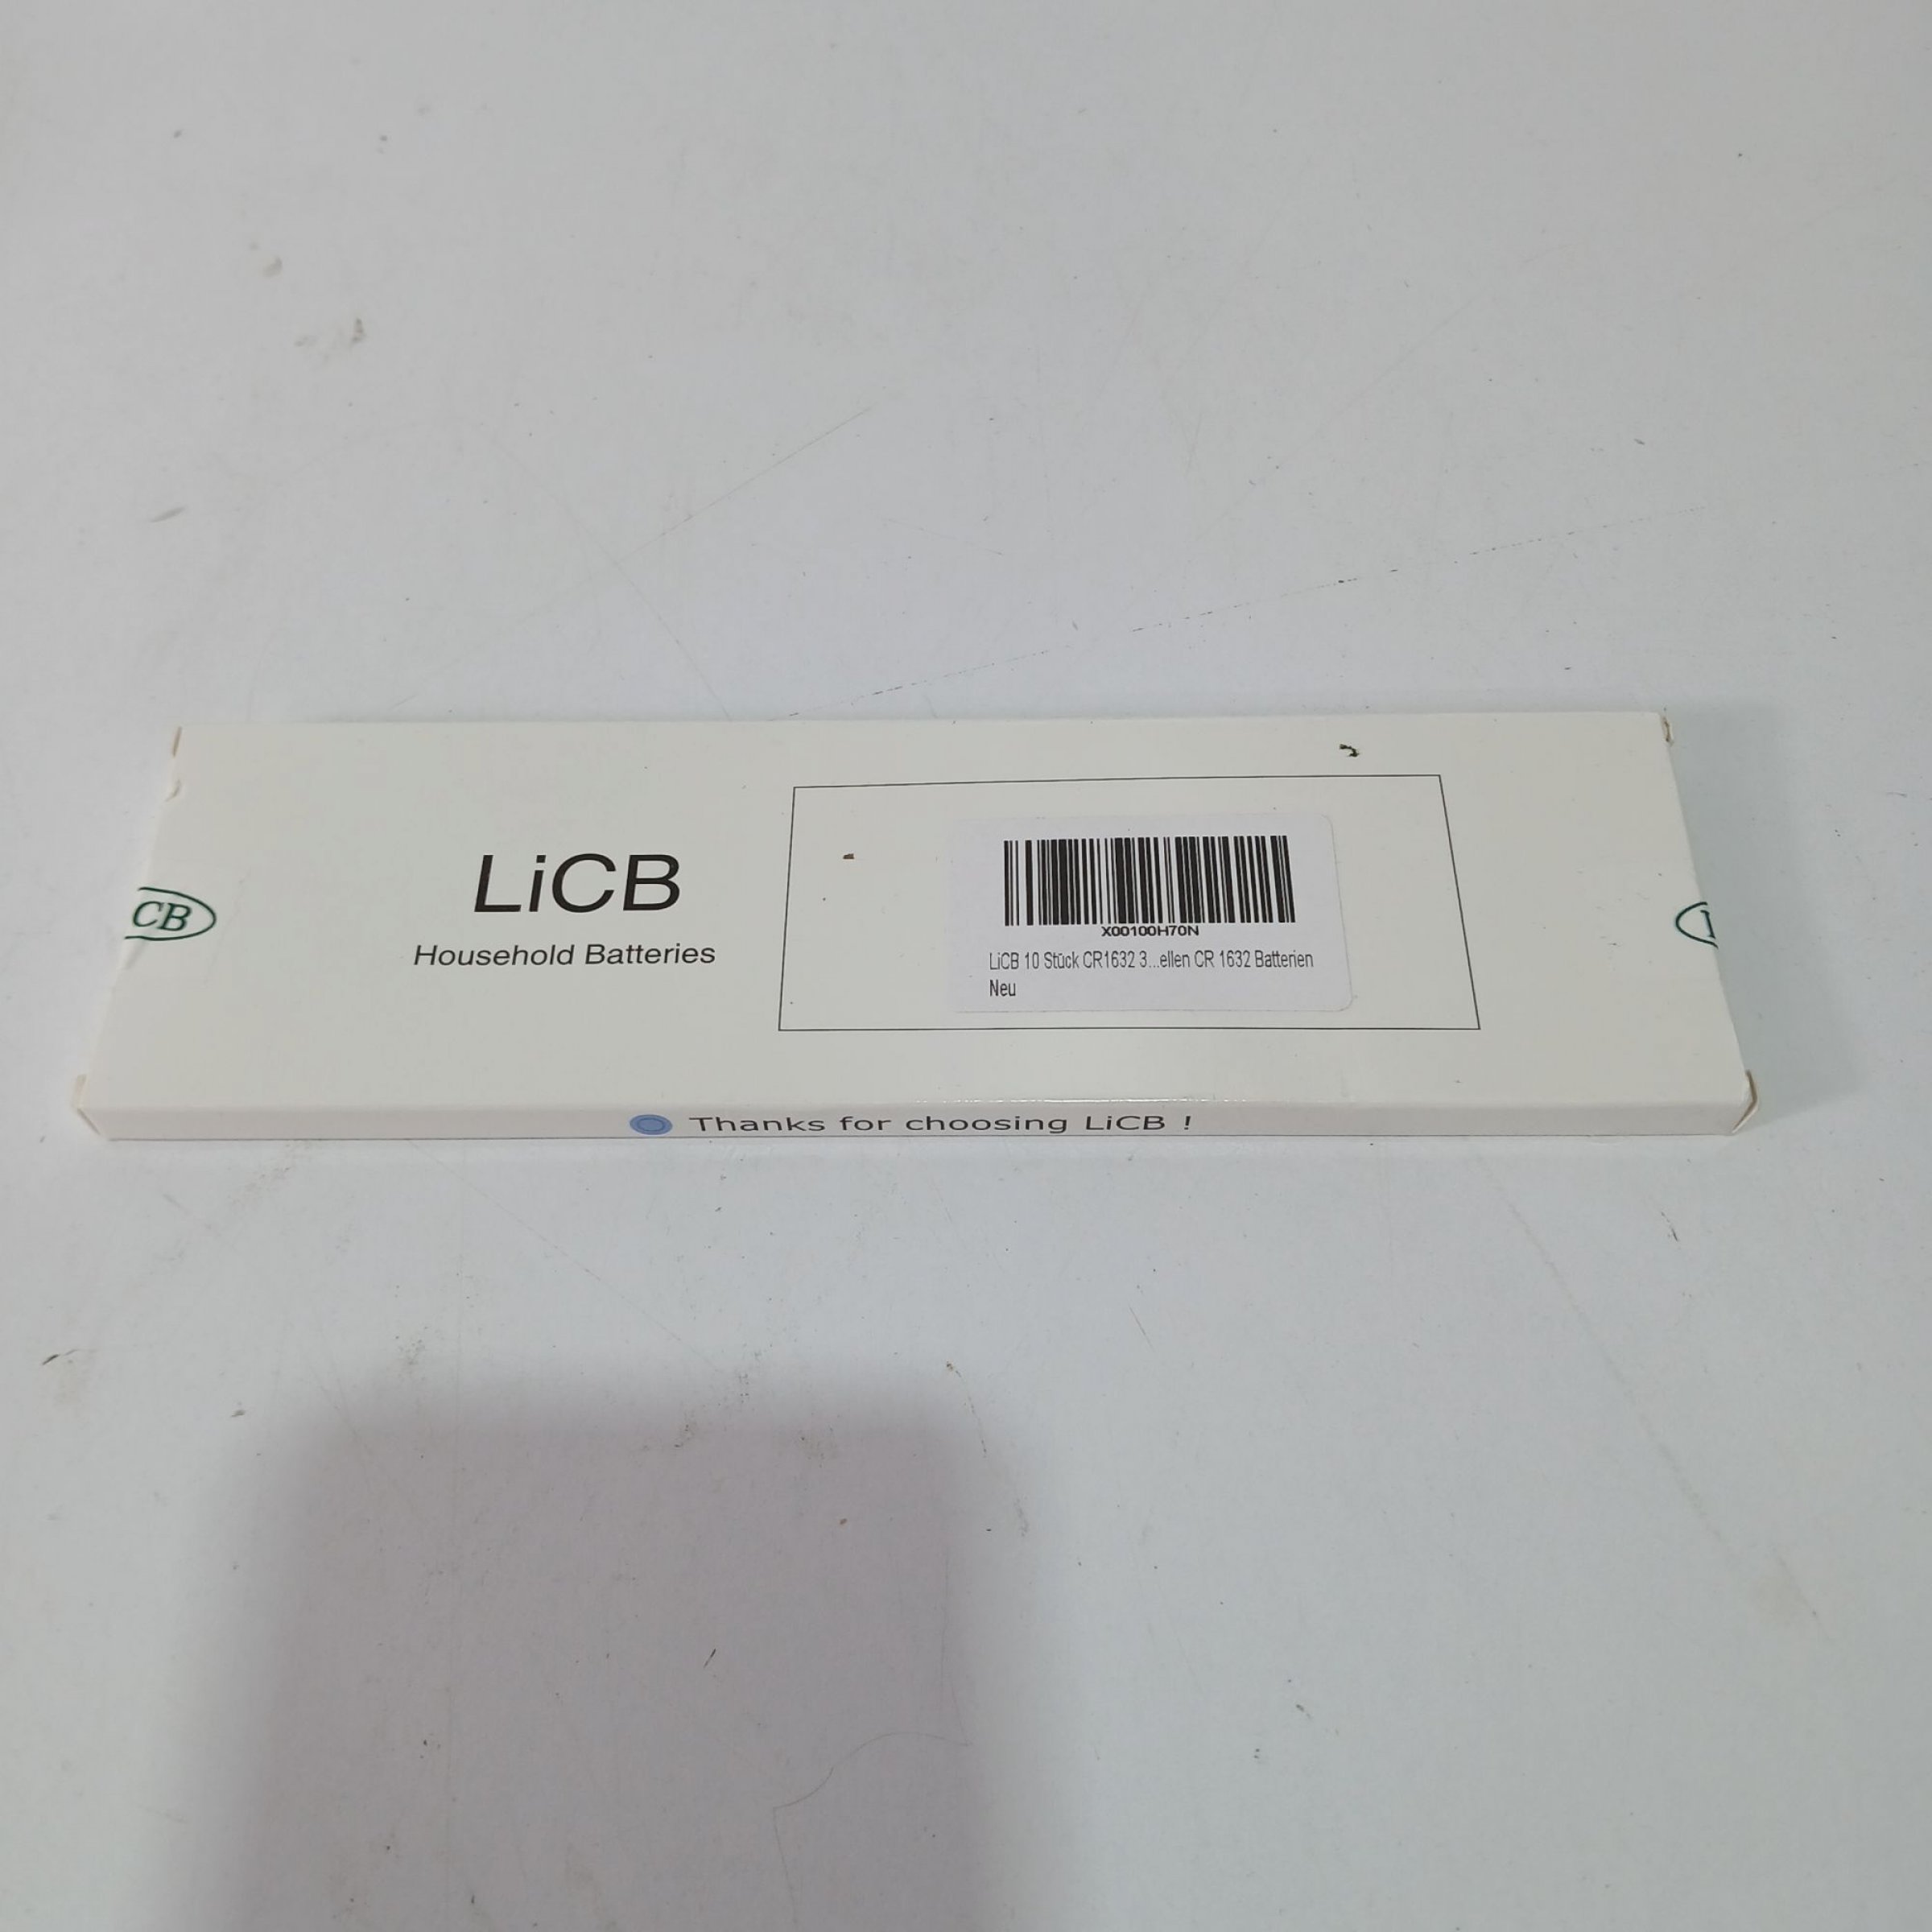 CB
LiCB
Household Batteries
X00100H70N
LiCB 10 Stück CR1632 3...ellen CR 1632 Batterien
Neu
Thanks for choosing LiCB !